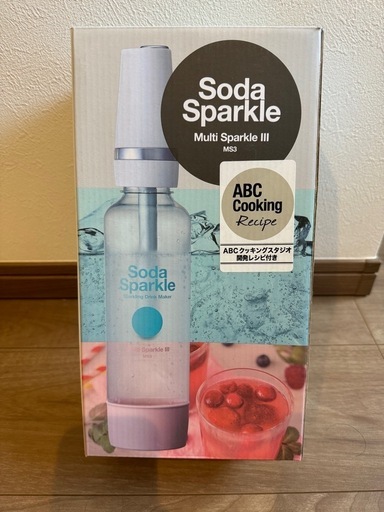 Soda
Sparkle
Multi Sparkle III
MS3
ABC
Cooking
Recipe
ABCクッキングスタジオ
開発レシピ付き
Soda
Sparkle
Sparkle III